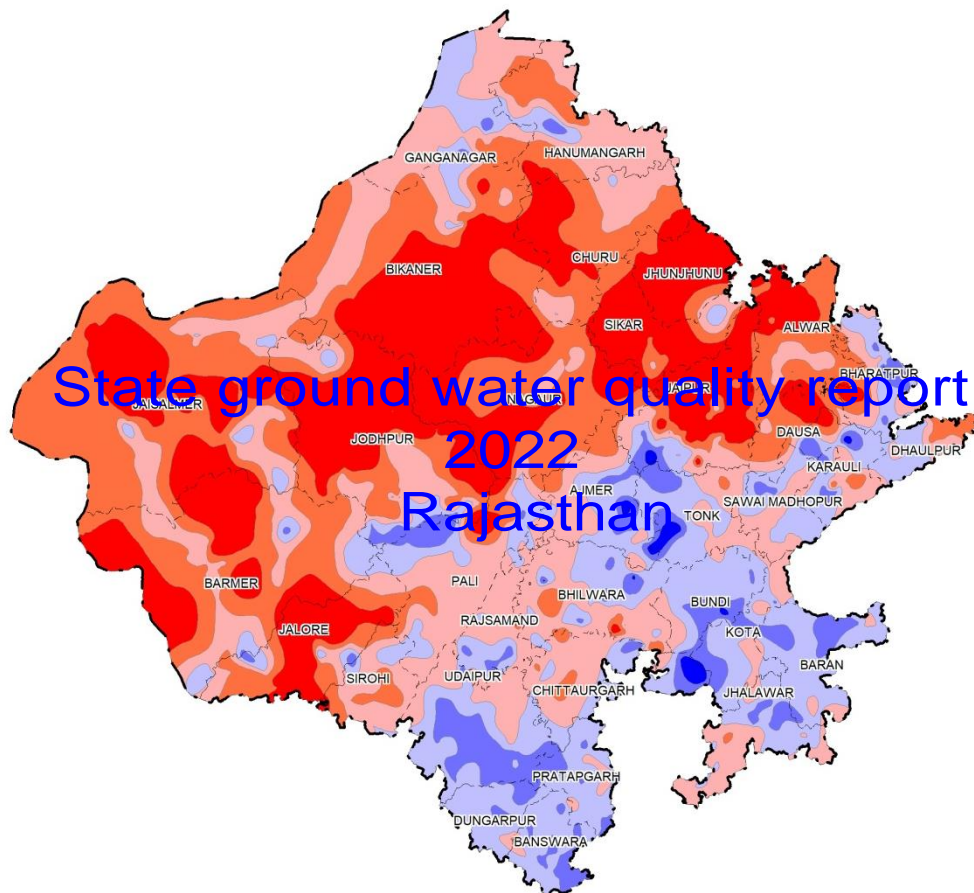 GANGANAGAR
HANUMANGARH
BIKANER
CHURU
JHUNJHUNU
SIKAR
ALWAR
BHARATPUR
State ground water quality report
JAISALMER
NAGAUR
JAIPUR
DAUSA
JODHPUR
2022
KARAULI
DHAULPUR
AJMER
SAWAI MADHOPUR
Rajasthan
TONK
PALI
BARMER
BHILWARA
BUNDI
RAJSAMAND
JALORE
KOTA
BARAN
SIROHI
UDAIPUR
CHITTAURGARH
JHALAWAR
PRATAPGARH
DUNGARPUR
BANSWARA